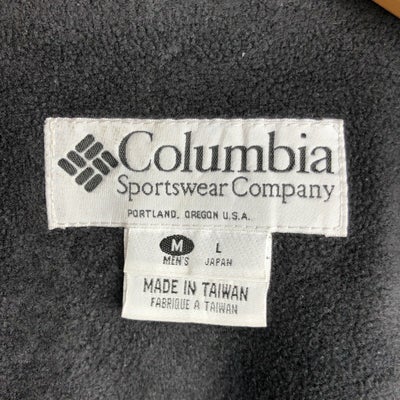 Columbia
Sportswear Company
PORTLAND, OREGON U.S.A.
M L
MEN'S JAPAN
MADE IN TAIWAN
FABRIQUE A TAIWAN